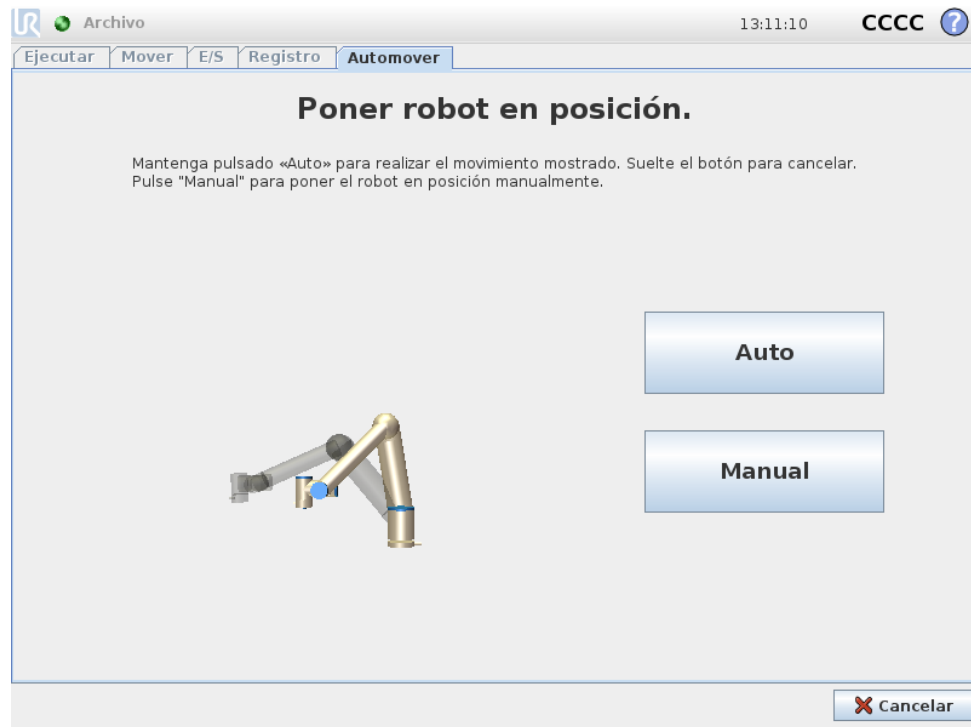 UR Archivo 13:11:10 CCCC ?
Ejecutar Mover E/S Registro Automover
Poner robot en posición.
Mantenga pulsado «Auto» para realizar el movimiento mostrado. Suelte el botón para cancelar.
Pulse "Manual" para poner el robot en posición manualmente.
Auto
Manual
Cancelar